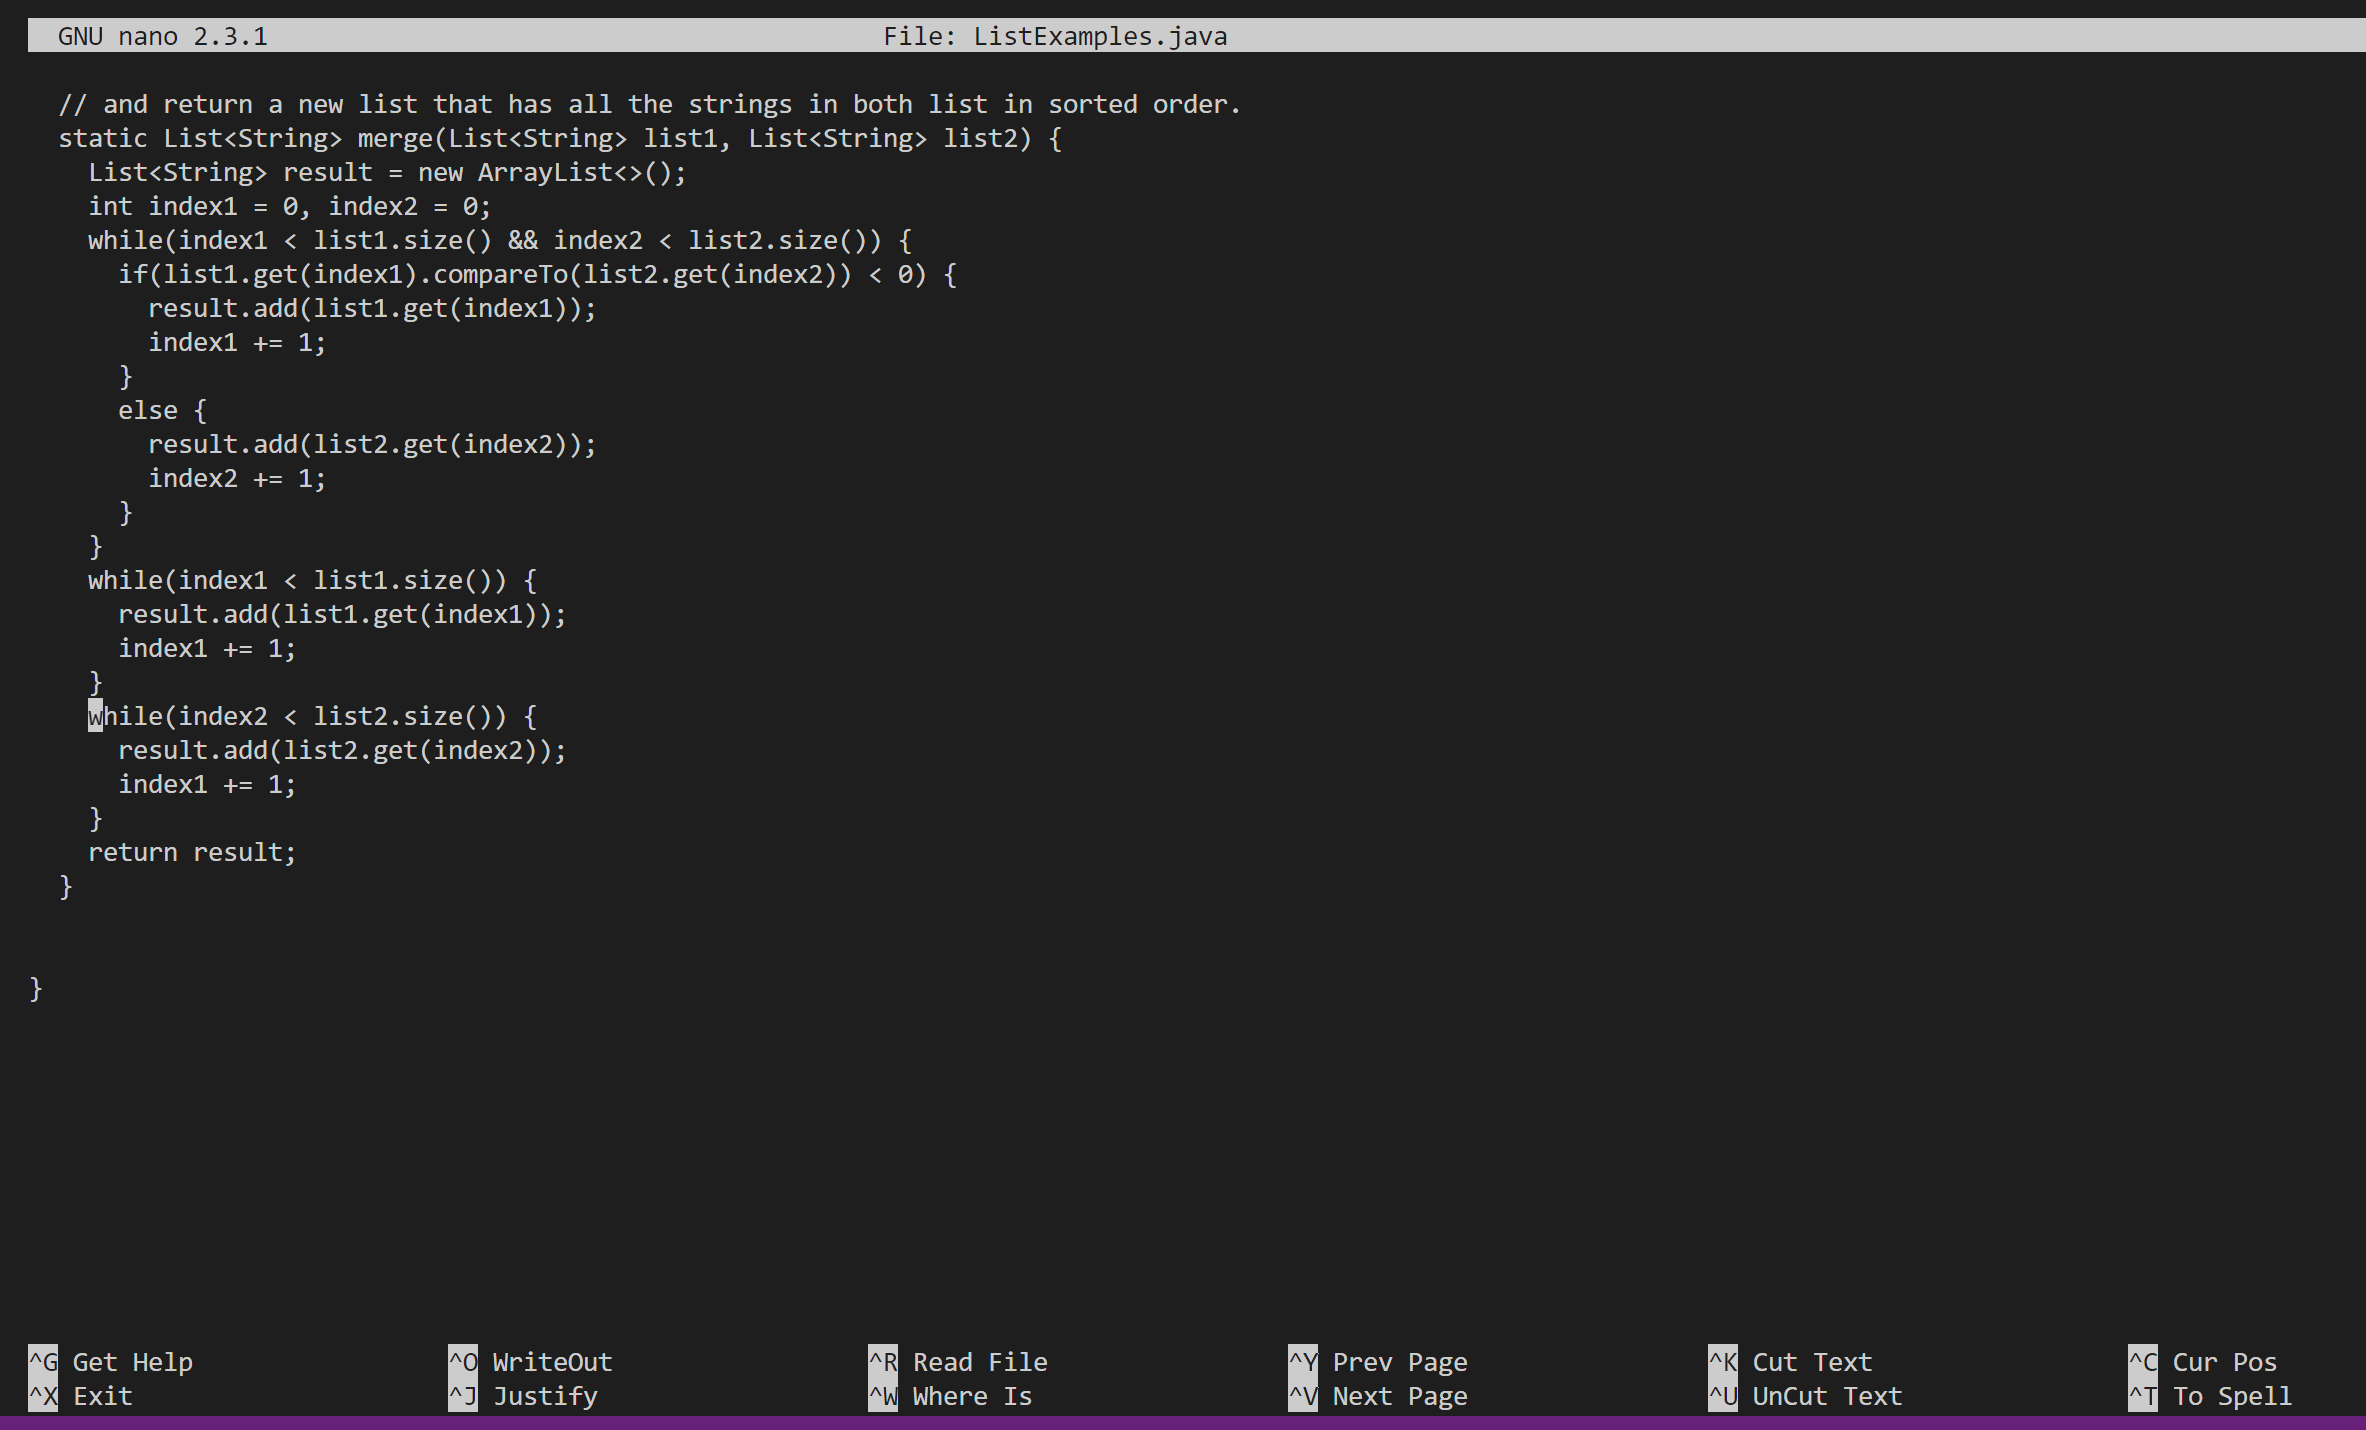 GNU nano 2.3.1 File: ListExamples.java
// and return a new list that has all the strings in both list in sorted order.
static List<String> merge(List<String> list1, List<String> list2) {
List<String> result = new ArrayList<>();
int index1 = 0, index2 = 0;
while(index1 < list1.size() && index2 < list2.size()) {
if(list1.get(index1).compareTo(list2.get(index2)) < 0) {
result.add(list1.get(index1));
index1 += 1;
}
else {
result.add(list2.get(index2));
index2 += 1;
}
}
while(index1 < list1.size()) {
result.add(list1.get(index1));
index1 += 1;
}
while(index2 < list2.size()) {
result.add(list2.get(index2));
index1 += 1;
}
return result;
}
}
^G Get Help ^O WriteOut ^R Read File ^Y Prev Page ^K Cut Text ^C Cur Pos
^X Exit ^J Justify ^W Where Is ^V Next Page ^U UnCut Text ^T To Spell